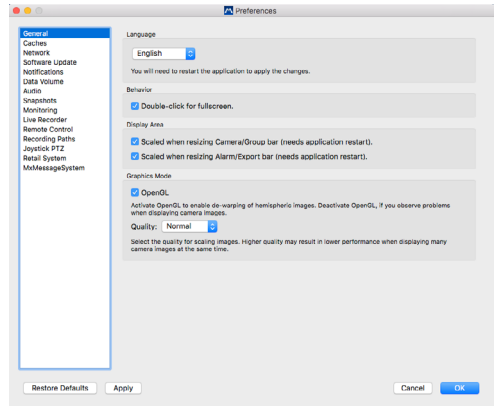 Preferences
General
Caches
Network
Software Update
Notifications
Data Volume
Audio
Snapshots
Monitoring
Live Recorder
Remote Control
Recording Paths
Joystick PTZ
Retail System
MxMessageSystem
Language
English
You will need to restart the application to apply the changes.
Behavior
Double-click for fullscreen.
Display Area
Scaled when resizing Camera/Group bar (needs application restart).
Scaled when resizing Alarm/Export bar (needs application restart).
Graphics Mode
OpenGL
Activate OpenGL to enable de-warping of hemispheric images. Deactivate OpenGL, if you observe problems
when displaying camera images.
Quality: Normal
Select the quality for scaling images. Higher quality may result in lower performance when displaying many
camera images at the same time.
Restore Defaults Apply Cancel OK